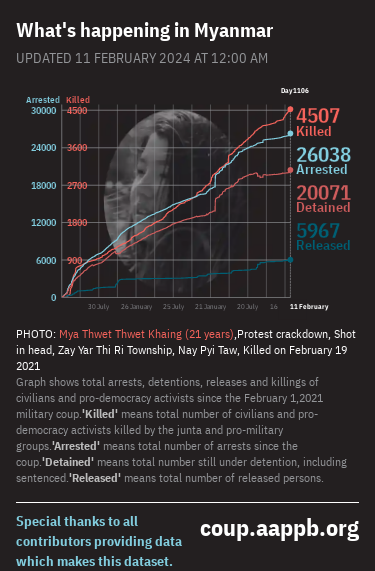 What's happening in Myanmar
UPDATED 11 FEBRUARY 2024 AT 12:00 AM
Day1106
Arrested Killed
30000 4500
24000 3600
18000 2700
12000 1800
6000 900
0
4507
Killed
26038
Arrested
20071
Detained
5967
Released
30 July 26 January 25 July 21 January 20 July 16 11 February
PHOTO: Mya Thwet Thwet Khaing (21 years),Protest crackdown, Shot
in head, Zay Yar Thi Ri Township, Nay Pyi Taw, Killed on February 19
2021
Graph shows total arrests, detentions, releases and killings of
civilians and pro-democracy activists since the February 1,2021
military coup.'Killed' means total number of civilians and pro-
democracy activists killed by the junta and pro-military
groups.'Arrested' means total number of arrests since the
coup.'Detained' means total number still under detention, including
sentenced.'Released' means total number of released persons.
Special thanks to all
contributors providing data
which makes this dataset.
coup.aappb.org